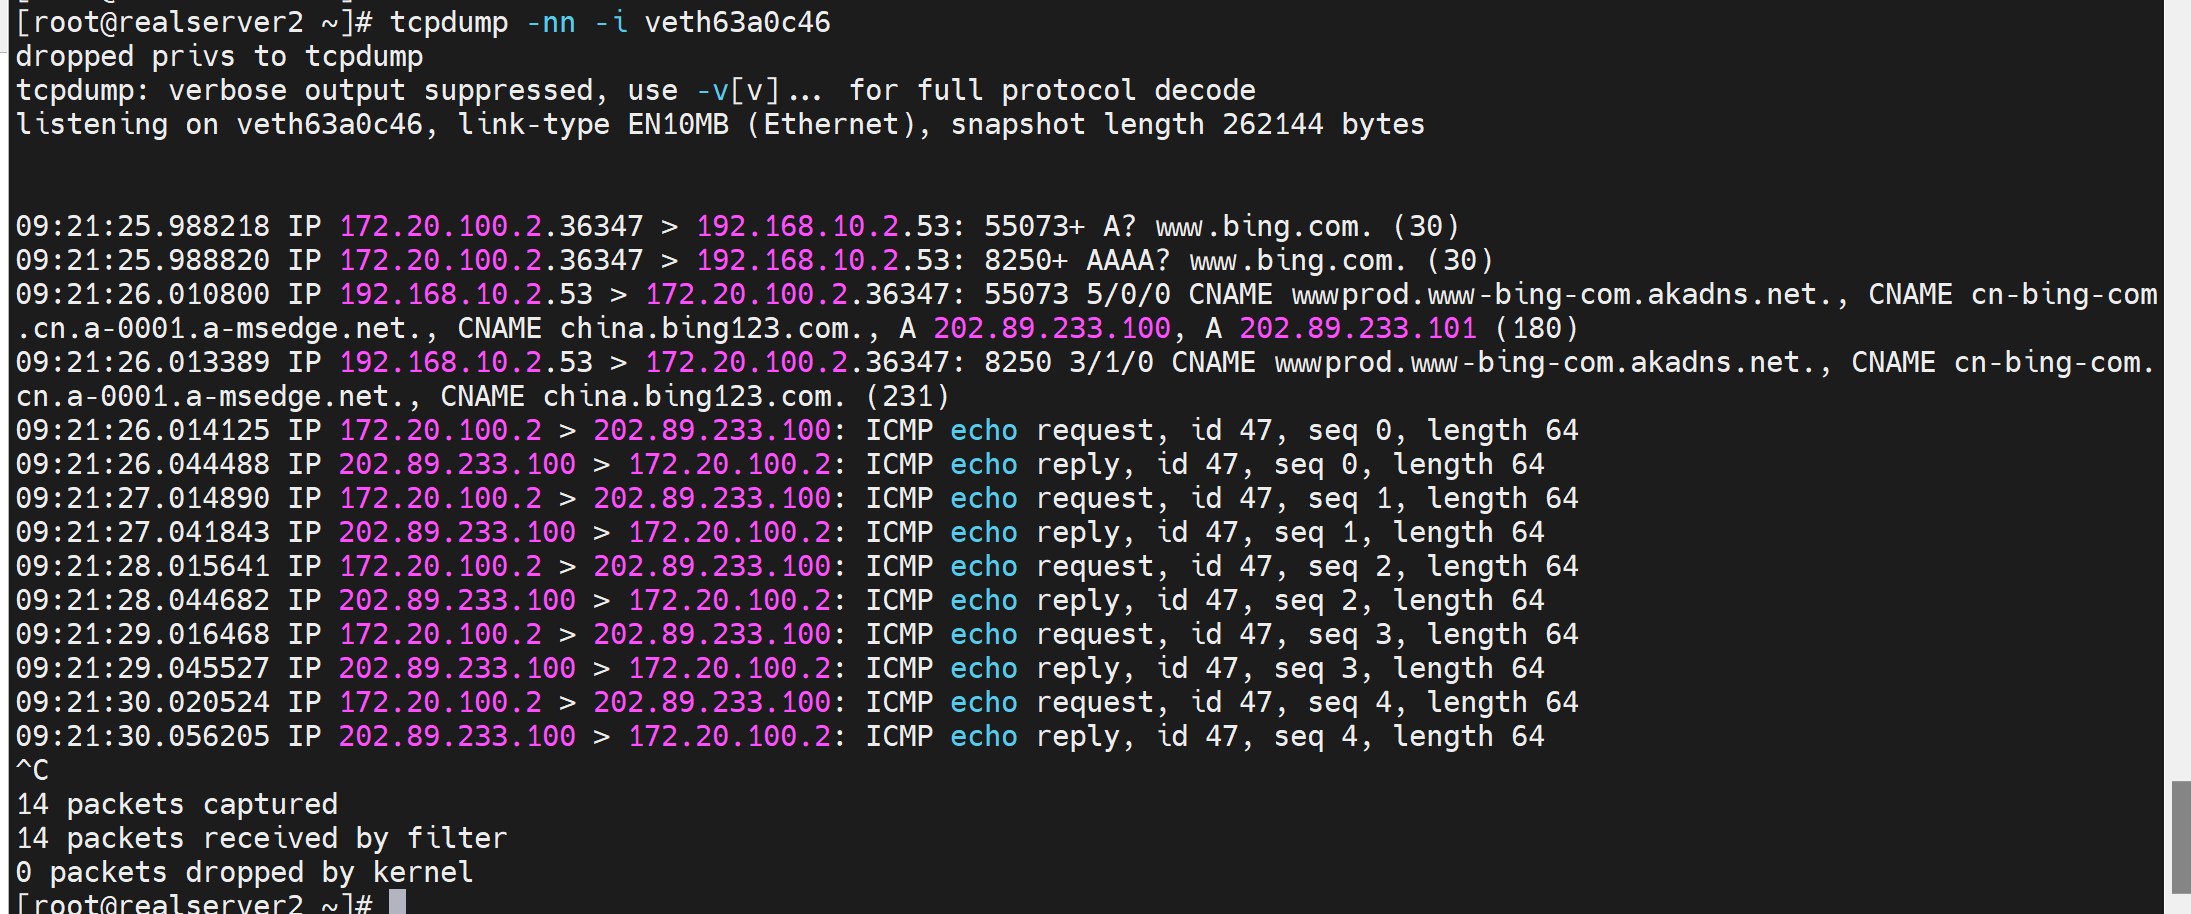 [root@realserver2 ~]# tcpdump -nn -i veth63a0c46
dropped privs to tcpdump
tcpdump: verbose output suppressed, use -v[v]... for full protocol decode
listening on veth63a0c46, link-type EN10MB (Ethernet), snapshot length 262144 bytes
09:21:25.988218 IP 172.20.100.2.36347 > 192.168.10.2.53: 55073+ A? www.bing.com. (30)
09:21:25.988820 IP 172.20.100.2.36347 > 192.168.10.2.53: 8250+ AAAA? www.bing.com. (30)
09:21:26.010800 IP 192.168.10.2.53 > 172.20.100.2.36347: 55073 5/0/0 CNAME wwwprod.www-bing-com.akadns.net., CNAME cn-bing-com
.cn.a-0001.a-msedge.net., CNAME china.bing123.com., A 202.89.233.100, A 202.89.233.101 (180)
09:21:26.013389 IP 192.168.10.2.53 > 172.20.100.2.36347: 8250 3/1/0 CNAME wwwprod.www-bing-com.akadns.net., CNAME cn-bing-com.
cn.a-0001.a-msedge.net., CNAME china.bing123.com. (231)
09:21:26.014125 IP 172.20.100.2 > 202.89.233.100: ICMP echo request, id 47, seq 0, length 64
09:21:26.044488 IP 202.89.233.100 > 172.20.100.2: ICMP echo reply, id 47, seq 0, length 64
09:21:27.014890 IP 172.20.100.2 > 202.89.233.100: ICMP echo request, id 47, seq 1, length 64
09:21:27.041843 IP 202.89.233.100 > 172.20.100.2: ICMP echo reply, id 47, seq 1, length 64
09:21:28.015641 IP 172.20.100.2 > 202.89.233.100: ICMP echo request, id 47, seq 2, length 64
09:21:28.044682 IP 202.89.233.100 > 172.20.100.2: ICMP echo reply, id 47, seq 2, length 64
09:21:29.016468 IP 172.20.100.2 > 202.89.233.100: ICMP echo request, id 47, seq 3, length 64
09:21:29.045527 IP 202.89.233.100 > 172.20.100.2: ICMP echo reply, id 47, seq 3, length 64
09:21:30.020524 IP 172.20.100.2 > 202.89.233.100: ICMP echo request, id 47, seq 4, length 64
09:21:30.056205 IP 202.89.233.100 > 172.20.100.2: ICMP echo reply, id 47, seq 4, length 64
^C
14 packets captured
14 packets received by filter
0 packets dropped by kernel
[root@realserver2 ~]#